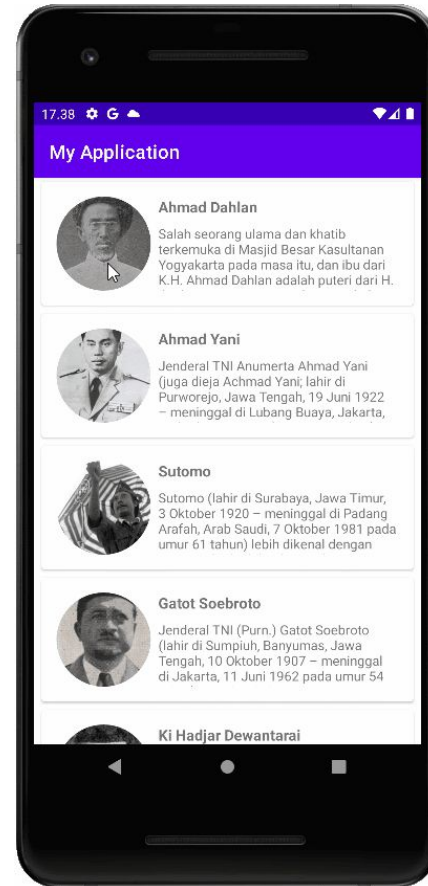 17.38 G
My Application
Ahmad Dahlan
Salah seorang ulama dan khatib
terkemuka di Masjid Besar Kasultanan
Yogyakarta pada masa itu, dan ibu dari
K.H. Ahmad Dahlan adalah puteri dari H.
Ahmad Yani
Jenderal TNI Anumerta Ahmad Yani
(juga dieja Achmad Yani; lahir di
Purworejo, Jawa Tengah, 19 Juni 1922
– meninggal di Lubang Buaya, Jakarta,
Sutomo
Sutomo (lahir di Surabaya, Jawa Timur,
3 Oktober 1920 – meninggal di Padang
Arafah, Arab Saudi, 7 Oktober 1981 pada
umur 61 tahun) lebih dikenal dengan
Gatot Soebroto
Jenderal TNI (Purn.) Gatot Soebroto
(lahir di Sumpiuh, Banyumas, Jawa
Tengah, 10 Oktober 1907 – meninggal
di Jakarta, 11 Juni 1962 pada umur 54
Ki Hadjar Dewantarai